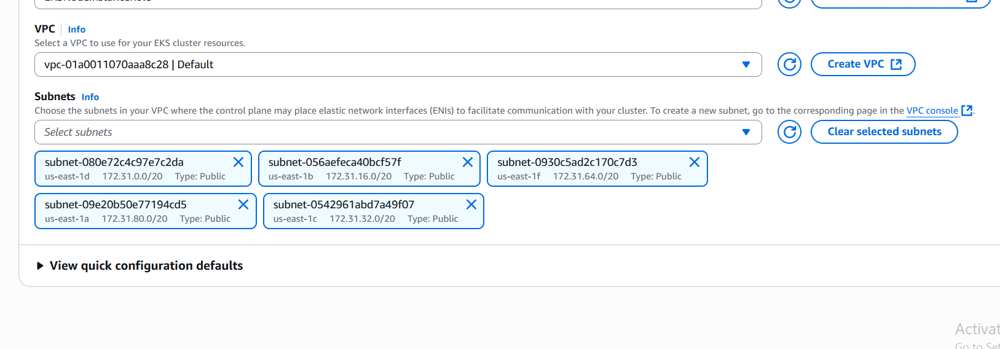 VPC | Info
Select a VPC to use for your EKS cluster resources.
vpc-01a0011070aaa8c28 | Default
Create VPC
Subnets Info
Choose the subnets in your VPC where the control plane may place elastic network interfaces (ENIs) to facilitate communication with your cluster. To create a new subnet, go to the corresponding page in the VPC console.
Select subnets
Clear selected subnets
subnet-080e72c4c97e7c2da
us-east-1d 172.31.0.0/20 Type: Public
subnet-056aefeca40bcf57f
us-east-1b 172.31.16.0/20 Type: Public
subnet-0930c5ad2c170c7d3
us-east-1f 172.31.64.0/20 Type: Public
subnet-09e20b50e77194cd5
us-east-1a 172.31.80.0/20 Type: Public
subnet-0542961abd7a49f07
us-east-1c 172.31.32.0/20 Type: Public
View quick configuration defaults
Activat
Go to Set